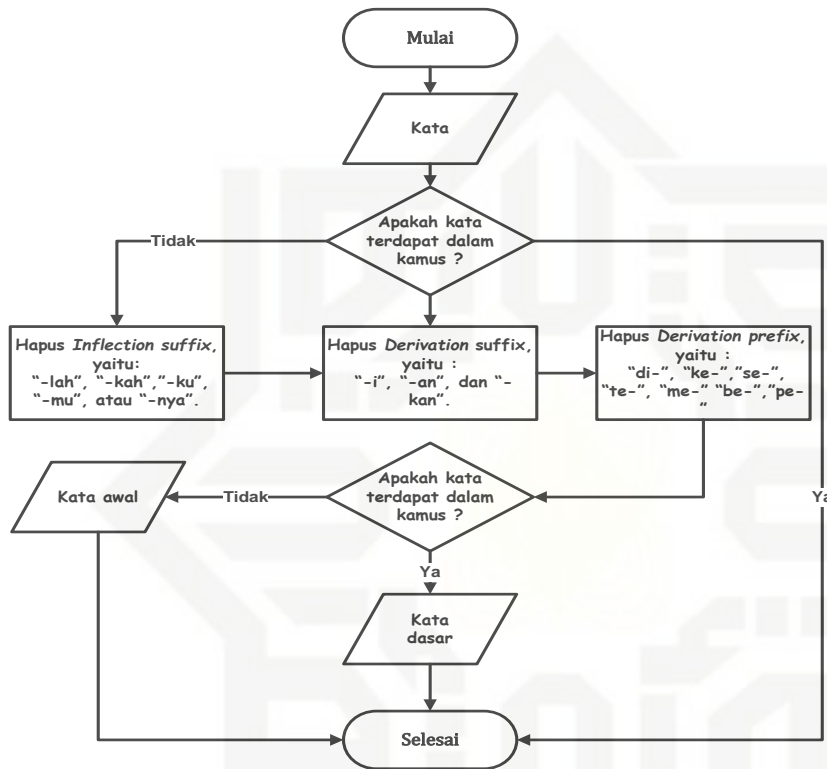 Mulai
Kata
Apakah kata
terdapat dalam
kamus ?
Tidak
Hapus Inflection suffix,
yaitu:
“-lah”, “-kah”,”-ku”,
“-mu”, atau “-nya”.
Hapus Derivation suffix,
yaitu :
“-i”, “-an”, dan “-
kan”.
Hapus Derivation prefix,
yaitu :
“di-”, “ke-”,”se-”,
“te-”, “me-” “be-”,”pe-
”
Kata awal
Tidak
Apakah kata
terdapat dalam
kamus ?
Ya
Ya
Kata
dasar
Selesai